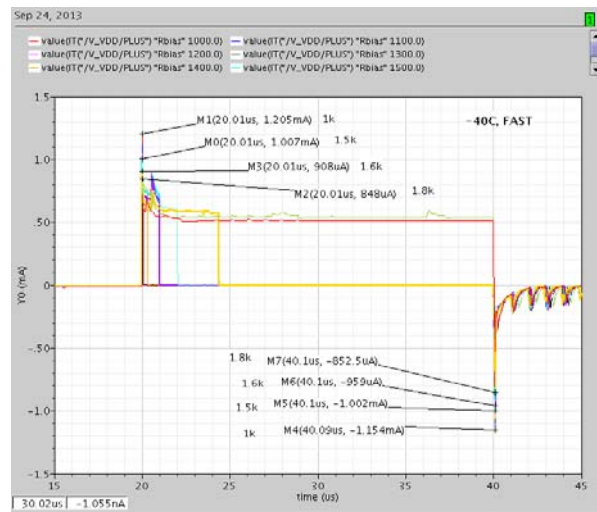 Sep 24, 2013
1
value(IT("/V_VDD/PLUS") "Rbias" 1000.0) value(IT("/V_VDD/PLUS") "Rbias" 1100.0)
value(IT("/V_VDD/PLUS") "Rbias" 1200.0) value(IT("/V_VDD/PLUS") "Rbias" 1300.0)
value(IT("/V_VDD/PLUS") "Rbias" 1400.0) value(IT("/V_VDD/PLUS") "Rbias" 1500.0)
1.5
M1(20.01us, 1.205mA) 1k
-40C, FAST
M0(20.01us, 1.007mA) 1.5k
1.0
M3(20.01us, 908uA) 1.6k
M2(20.01us, 848uA) 1.8k
.50
Y0 (mA)
0
-.50
1.8k M7(40.1us, -852.5uA)
1.6k M6(40.1us, -959uA)
-1.0
1.5k M5(40.1us, -1.002mA)
1k M4(40.09us, -1.154mA)
-1.5
15 20 25 30 35 40 45
time (us)
30.02us -1.055nA